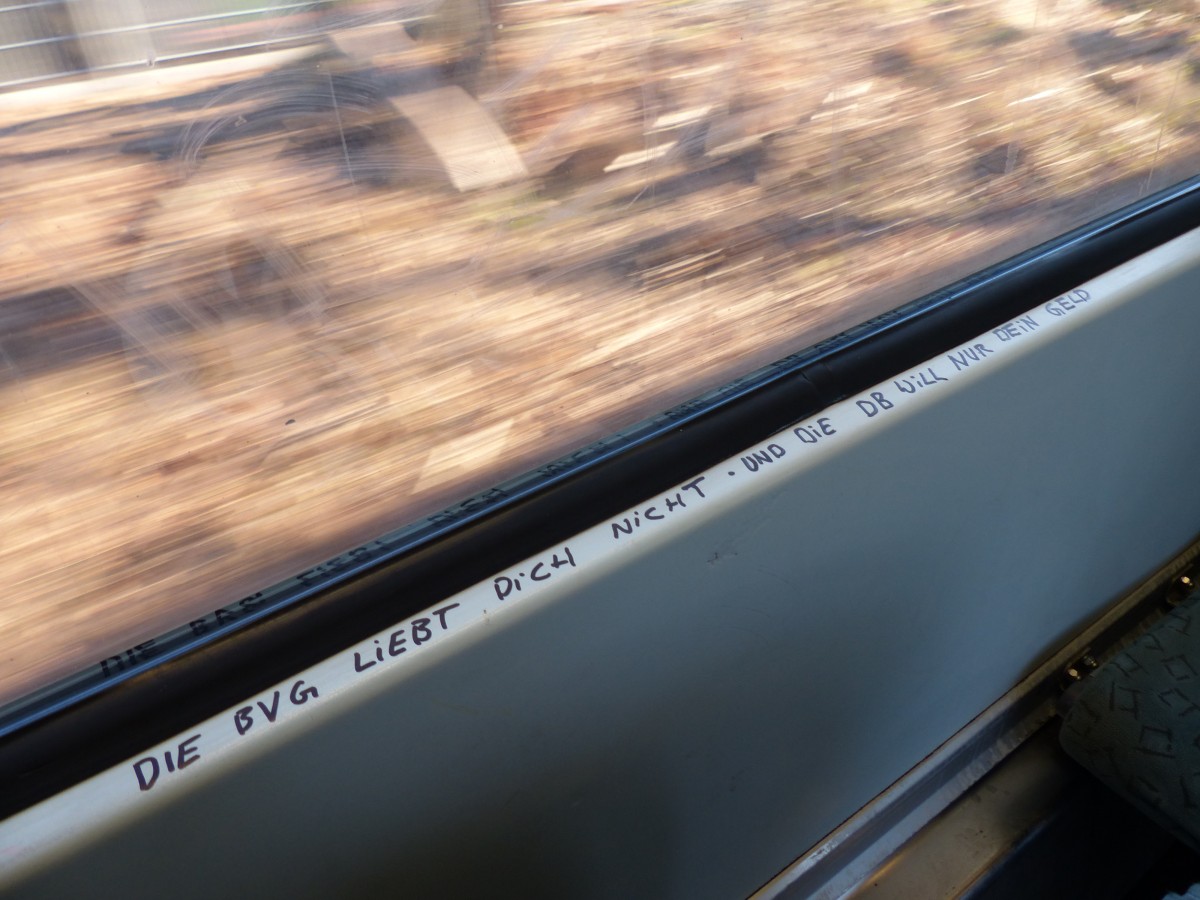 DIE BVG LiEBT DiCH NiCHT · UND DiE DB WiLL NUR DEiN GELD